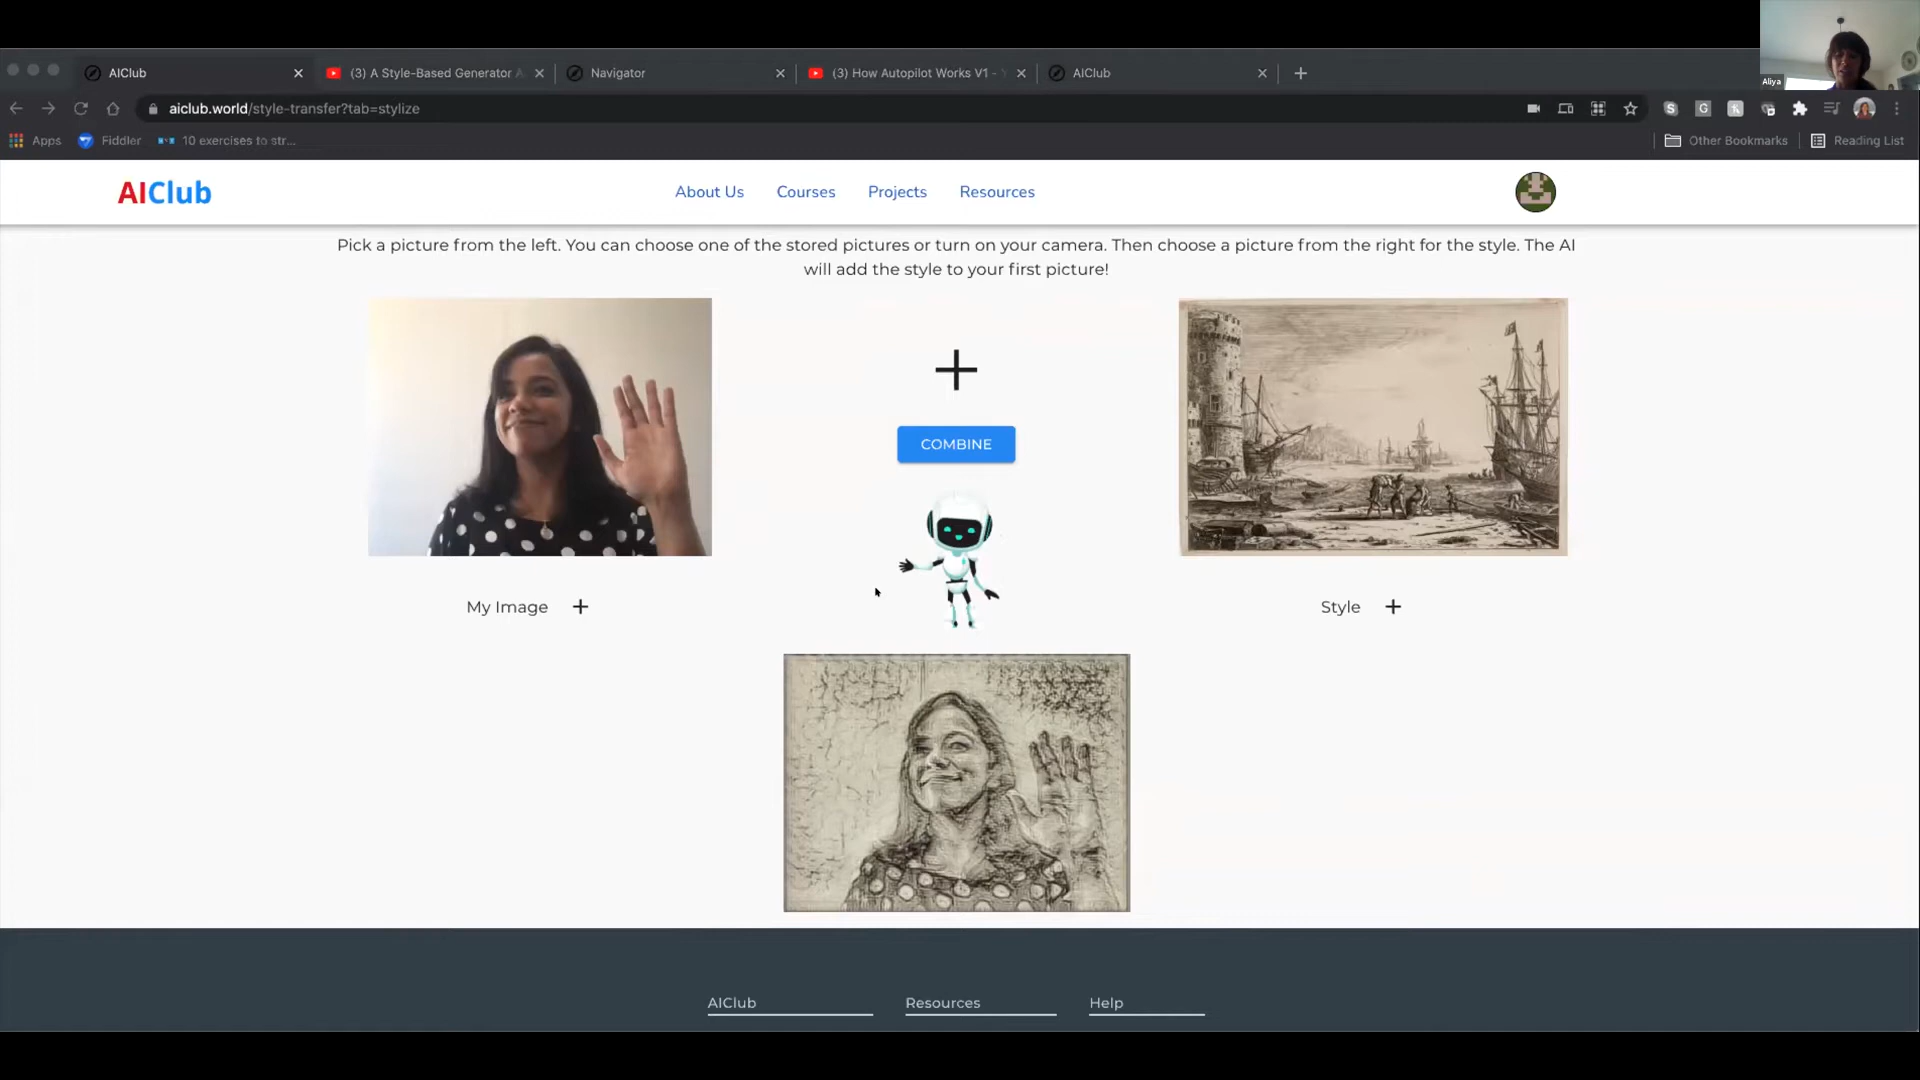 Aliya
AIClub
(3) A Style-Based Generator A
Navigator
(3) How Autopilot Works V1 -
AIClub
aiclub.world/style-transfer?tab=stylize
Apps
Fiddler
10 exercises to str...
Other Bookmarks
Reading List
AIClub
About Us
Courses
Projects
Resources
Pick a picture from the left. You can choose one of the stored pictures or turn on your camera. Then choose a picture from the right for the style. The AI
will add the style to your first picture!
COMBINE
My Image +
Style +
AIClub
Resources
Help